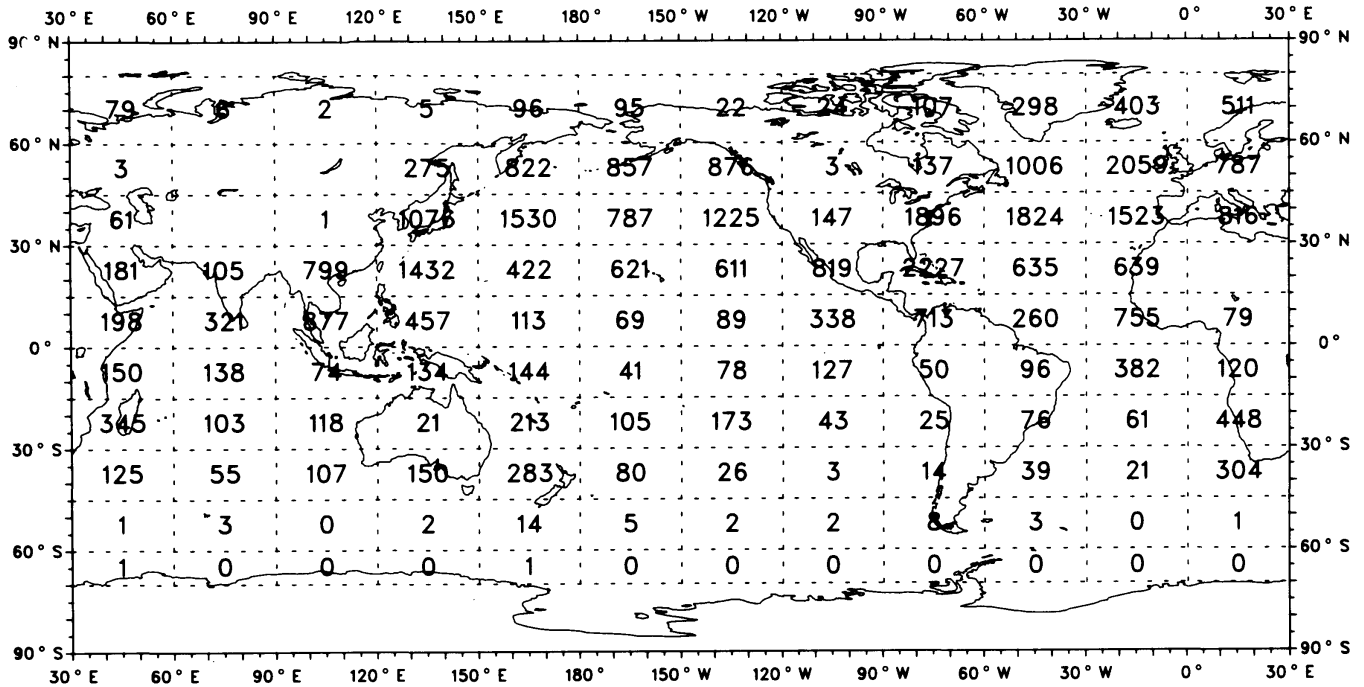 30° E 60° E 90° E 120° E 150° E 180° 150° W 120° W 90° W 60° W 30° W 0° 30° E
90° N 90° N
79 6 2 5 96 95 22 24 107 298 403 511
60° N 60° N
3 275 822 857 876 3 137 1006 2059 787
61 1 1076 1530 787 1225 147 1896 1824 1523 816
30° N 30° N
181 105 799 1432 422 621 611 819 2227 635 639
198 321 877 457 113 69 89 338 713 260 755 79
0° 0°
150 138 74 134 144 41 78 127 50 96 382 120
345 103 118 21 213 105 173 43 25 76 61 448
30° S 30° S
125 55 107 150 283 80 26 3 14 39 21 304
1 3 0 2 14 5 2 2 8 3 0 1
60° S 60° S
1 0 0 0 1 0 0 0 0 0 0 0
90° S 90° S
30° E 60° E 90° E 120° E 150° E 180° 150° W 120° W 90° W 60° W 30° W 0° 30° E